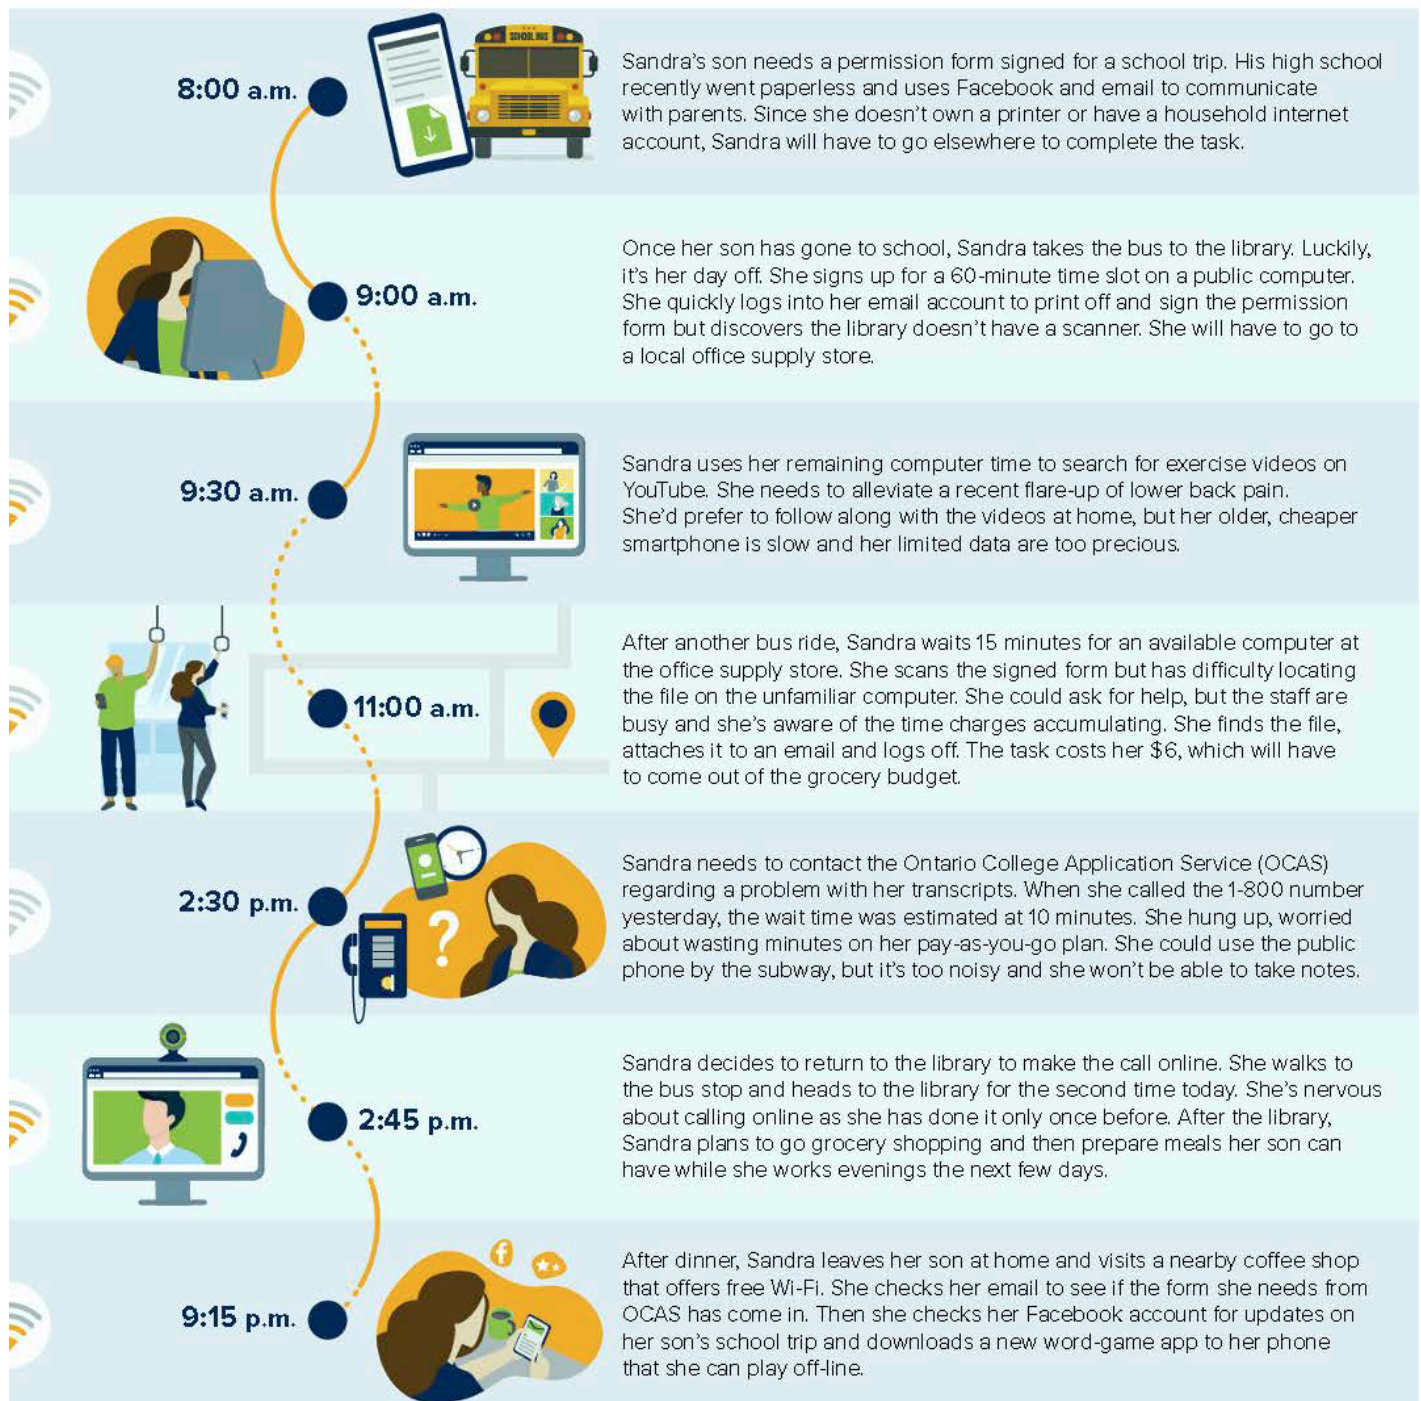 SCHOOL BUS
8:00 a.m.
Sandra's son needs a permission form signed for a school trip. His high school
recently went paperless and uses Facebook and email to communicate
with parents. Since she doesn't own a printer or have a household internet
account, Sandra will have to go elsewhere to complete the task.
9:00 a.m.
Once her son has gone to school, Sandra takes the bus to the library. Luckily,
it's her day off. She signs up for a 60-minute time slot on a public computer.
She quickly logs into her email account to print off and sign the permission
form but discovers the library doesn't have a scanner. She will have to go to
a local office supply store.
9:30 a.m.
Sandra uses her remaining computer time to search for exercise videos on
YouTube. She needs to alleviate a recent flare-up of lower back pain.
She'd prefer to follow along with the videos at home, but her older, cheaper
smartphone is slow and her limited data are too precious.
11:00 a.m.
After another bus ride, Sandra waits 15 minutes for an available computer at
the office supply store. She scans the signed form but has difficulty locating
the file on the unfamiliar computer. She could ask for help, but the staff are
busy and she's aware of the time charges accumulating. She finds the file,
attaches it to an email and logs off. The task costs her $6, which will have
to come out of the grocery budget.
2:30 p.m.
?
Sandra needs to contact the Ontario College Application Service (OCAS)
regarding a problem with her transcripts. When she called the 1-800 number
yesterday, the wait time was estimated at 10 minutes. She hung up, worried
about wasting minutes on her pay-as-you-go plan. She could use the public
phone by the subway, but it's too noisy and she won't be able to take notes.
2:45 p.m.
Sandra decides to return to the library to make the call online. She walks to
the bus stop and heads to the library for the second time today. She's nervous
about calling online as she has done it only once before. After the library,
Sandra plans to go grocery shopping and then prepare meals her son can
have while she works evenings the next few days.
9:15 p.m.
f
After dinner, Sandra leaves her son at home and visits a nearby coffee shop
that offers free Wi-Fi. She checks her email to see if the form she needs from
OCAS has come in. Then she checks her Facebook account for updates on
her son's school trip and downloads a new word-game app to her phone
that she can play off-line.